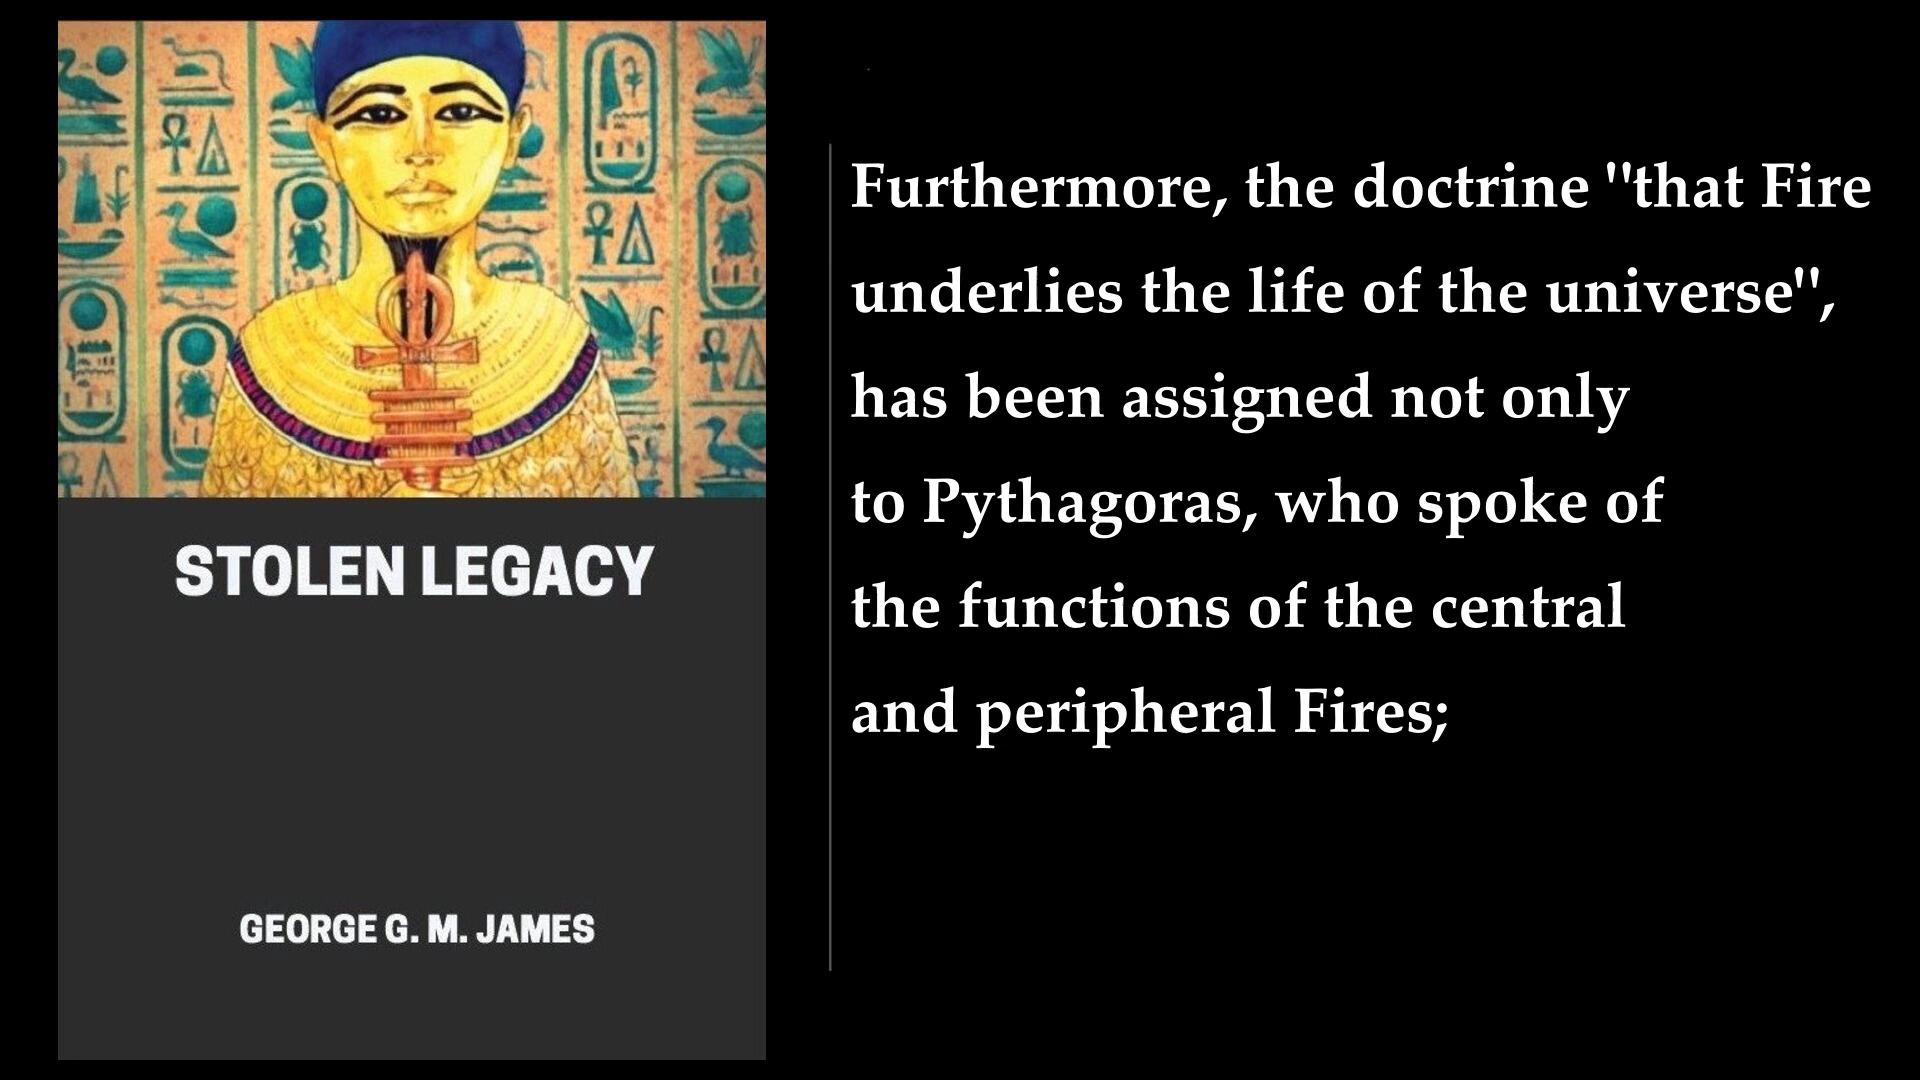 STOLEN LEGACY
GEORGE G. M. JAMES
Furthermore, the doctrine "that Fire
underlies the life of the universe",
has been assigned not only
to Pythagoras, who spoke of
the functions of the central
and peripheral Fires;